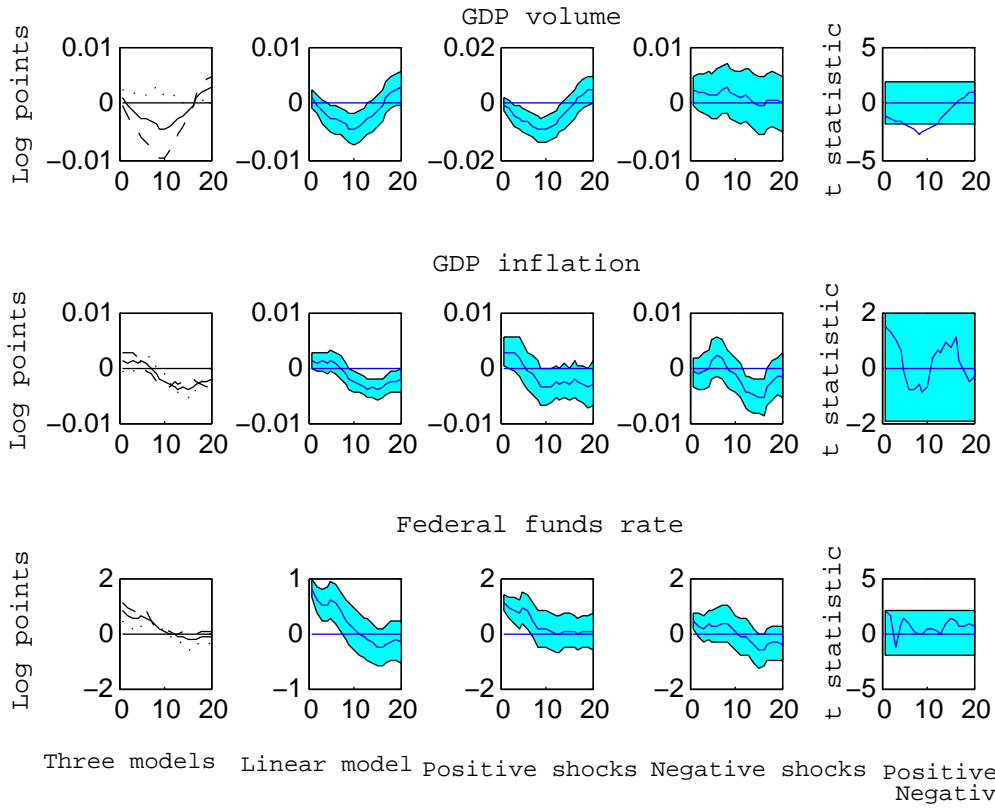 GDP volume
Log points
0.01
0
−0.01
0 10 20
0.01
0
−0.01
0 10 20
0.02
0
−0.02
0 10 20
0.01
0
−0.01
0 10 20
t statistic
5
0
−5
0 10 20
GDP inflation
Log points
0.01
0
−0.01
0 10 20
0.01
0
−0.01
0 10 20
0.01
0
−0.01
0 10 20
0.01
0
−0.01
0 10 20
t statistic
2
0
−2
0 10 20
Federal funds rate
Log points
2
0
−2
0 10 20
1
0
−1
0 10 20
2
0
−2
0 10 20
2
0
−2
0 10 20
t statistic
5
0
−5
0 10 20
Three models
Linear model
Positive shocks
Negative shocks
Positive
Negativ